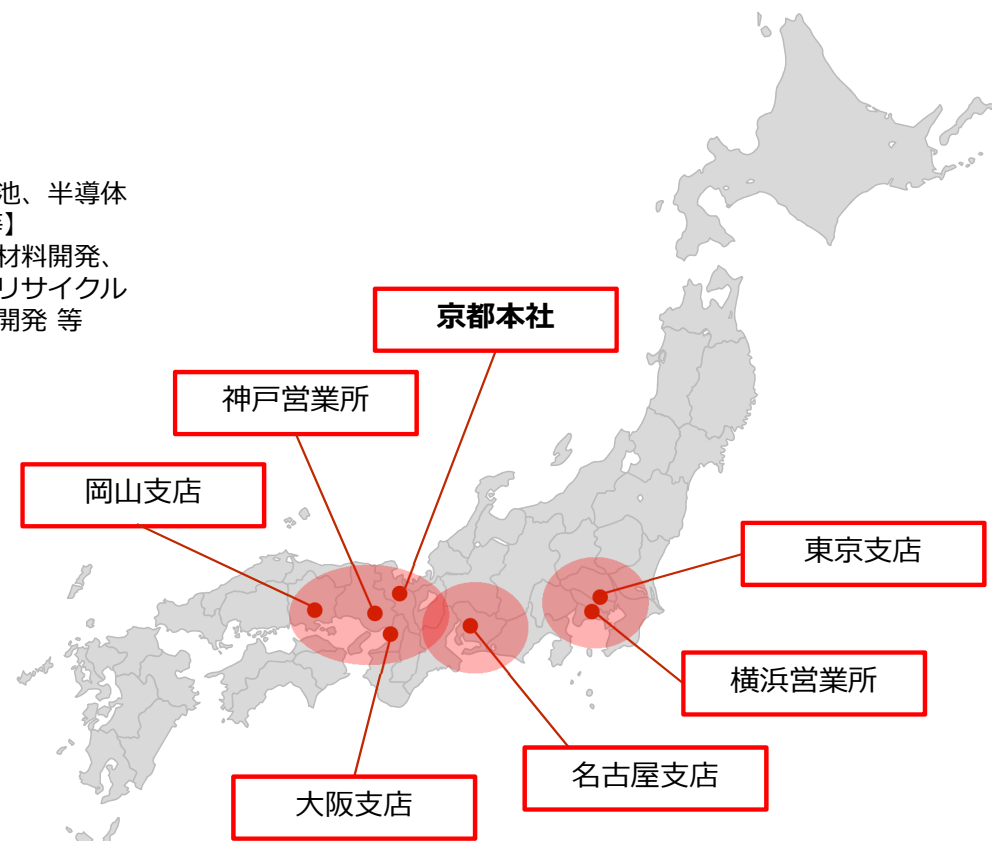 池、半導体
等】
材料開発、
リサイクル
開発 等
京都本社
神戸営業所
岡山支店
東京支店
横浜営業所
名古屋支店
大阪支店